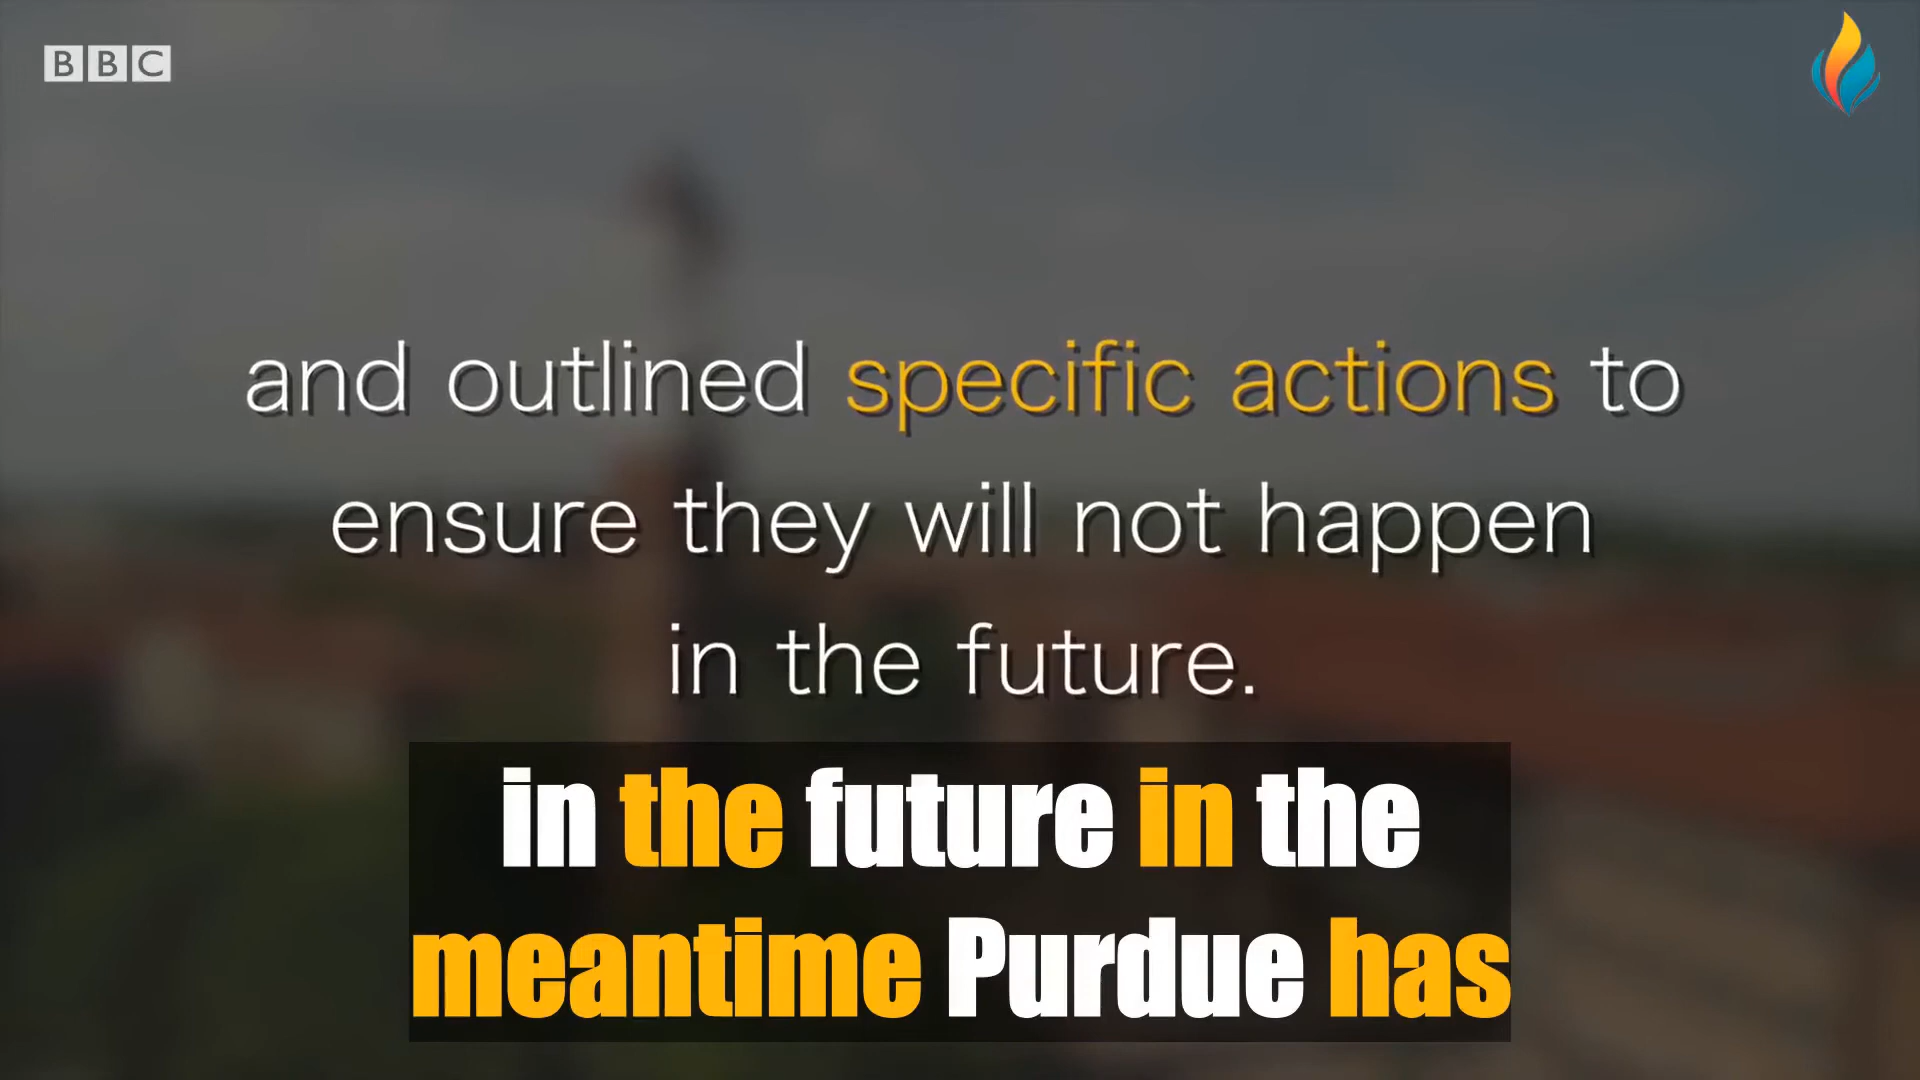 BBC
and outlined specific actions to
ensure they will not happen
in the future.
in the future in the
meantime Purdue has